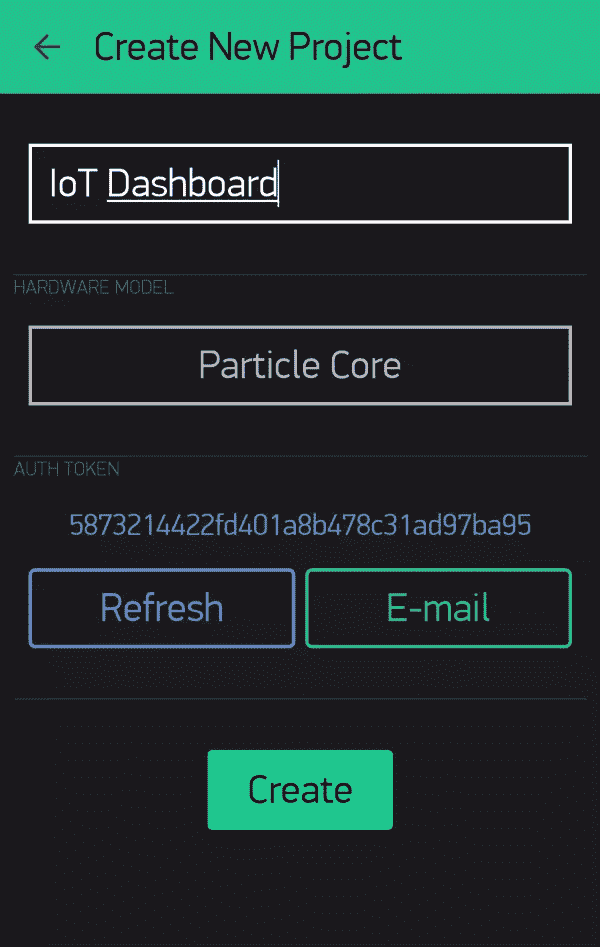 Create New Project
IoT Dashboard
HARDWARE MODEL
Particle Core
AUTH TOKEN
5873214422fd401a8b478c31ad97ba95
Refresh E-mail
Create